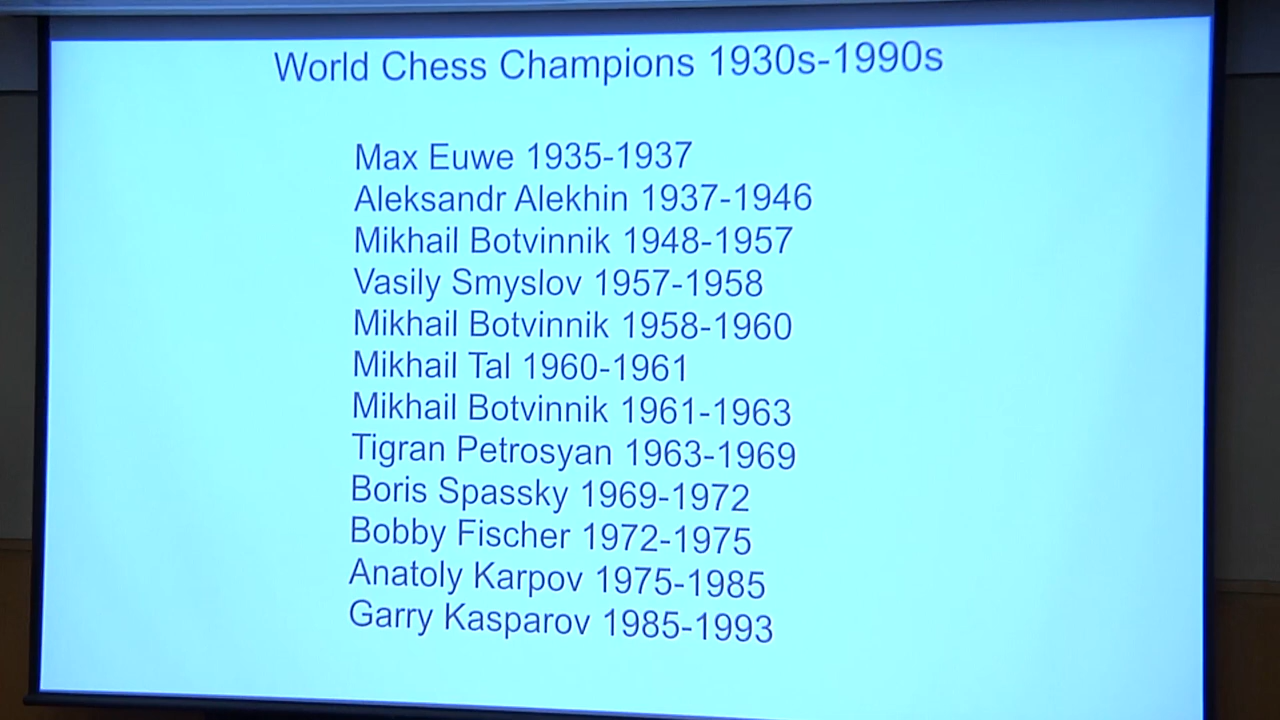 World Chess Champions 1930s-1990s
Max Euwe 1935-1937
Aleksandr Alekhin 1937-1946
Mikhail Botvinnik 1948-1957
Vasily Smyslov 1957-1958
Mikhail Botvinnik 1958-1960
Mikhail Tal 1960-1961
Mikhail Botvinnik 1961-1963
Tigran Petrosyan 1963-1969
Boris Spassky 1969-1972
Bobby Fischer 1972-1975
Anatoly Karpov 1975-1985
Garry Kasparov 1985-1993